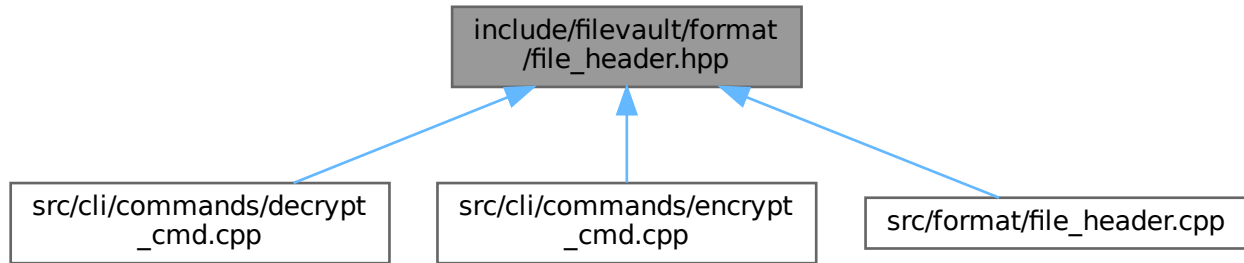 include/filevault/format
/file_header.hpp
src/cli/commands/decrypt
_cmd.cpp
src/cli/commands/encrypt
_cmd.cpp
src/format/file_header.cpp